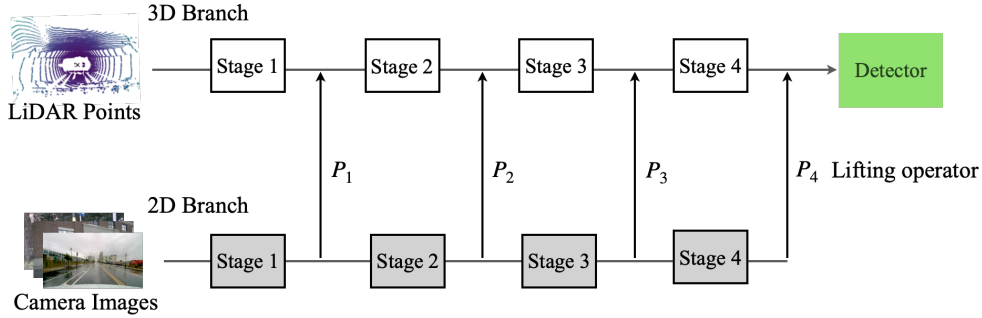 3D Branch
Stage 1
Stage 2
Stage 3
Stage 4
Detector
LiDAR Points
P1
P2
P3
P4 Lifting operator
2D Branch
Stage 1
Stage 2
Stage 3
Stage 4
Camera Images